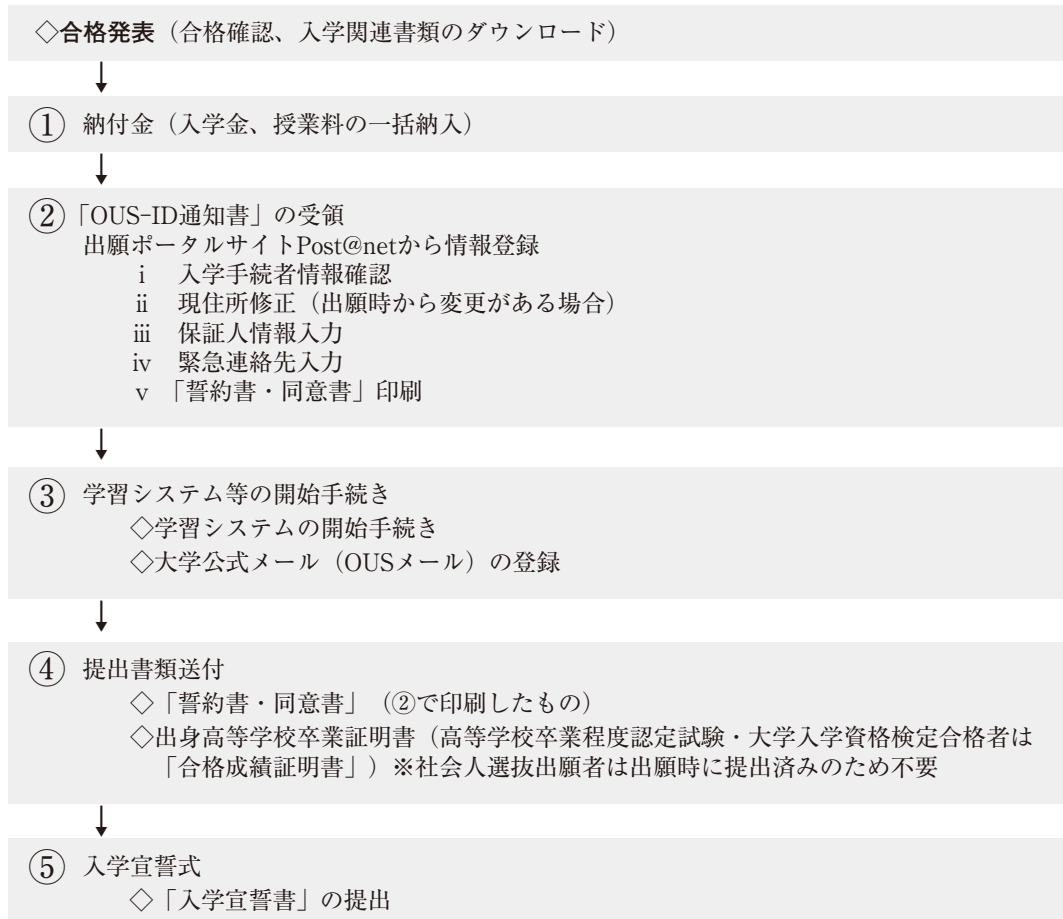 ◇合格発表（合格確認、入学関連書類のダウンロード）
↓
① 納付金（入学金、授業料の一括納入）
↓
②「OUS-ID通知書」の受領
出願ポータルサイトPost@netから情報登録
ⅰ 入学手続者情報確認
ⅱ 現住所修正（出願時から変更がある場合）
ⅲ 保証人情報入力
ⅳ 緊急連絡先入力
ⅴ 「誓約書・同意書」印刷
↓
③ 学習システム等の開始手続き
◇学習システムの開始手続き
◇大学公式メール（OUSメール）の登録
↓
④ 提出書類送付
◇「誓約書・同意書」（②で印刷したもの）
◇出身高等学校卒業証明書（高等学校卒業程度認定試験・大学入学資格検定合格者は
「合格成績証明書」）※社会人選抜出願者は出願時に提出済みのため不要
↓
⑤ 入学宣誓式
◇「入学宣誓書」の提出